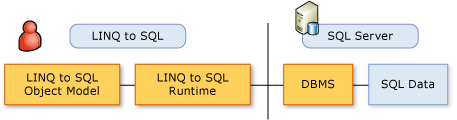 LINQ to SQL
SQL Server
LINQ to SQL
Object Model
LINQ to SQL
Runtime
DBMS
SQL Data